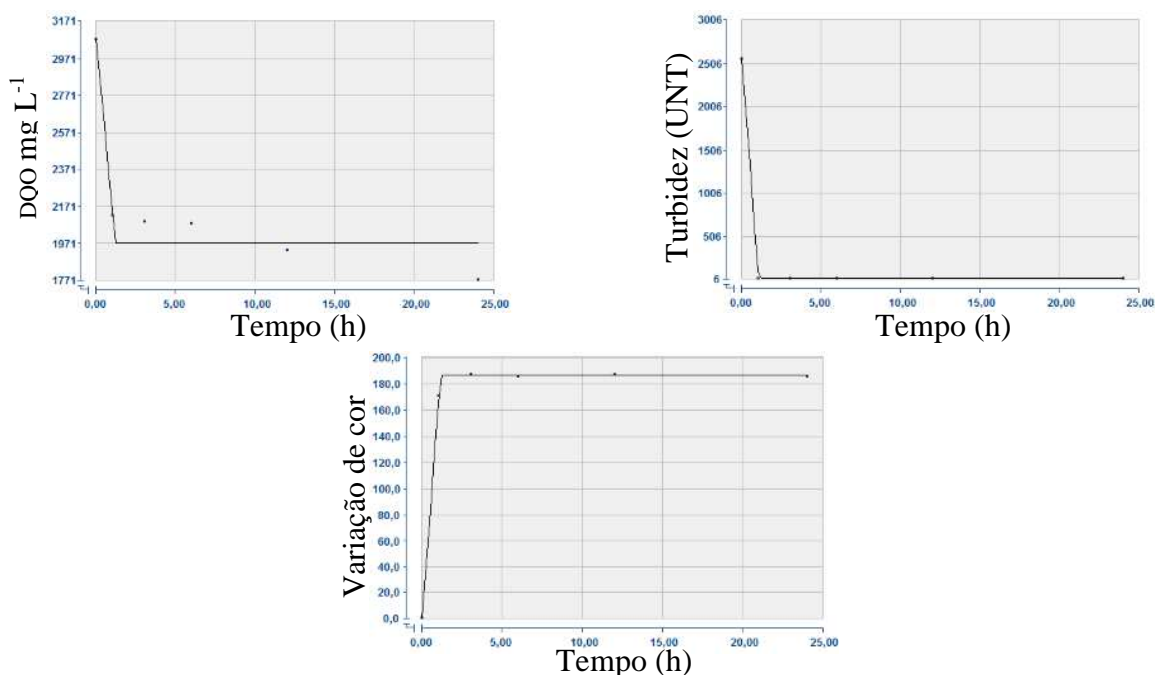 DQO mg L-1
3171
2971
2771
2571
2371
2171
1971
1771
0,00 5,00 10,00 15,00 20,00 25,00
Tempo (h)
Turbidez (UNT)
3006
2506
2006
1506
1006
506
6
0,00 5,00 10,00 15,00 20,00 25,00
Tempo (h)
Variação de cor
200,0
180,0
160,0
140,0
120,0
100,0
80,0
60,0
40,0
20,0
0,0
0,00 5,00 10,00 15,00 20,00 25,00
Tempo (h)